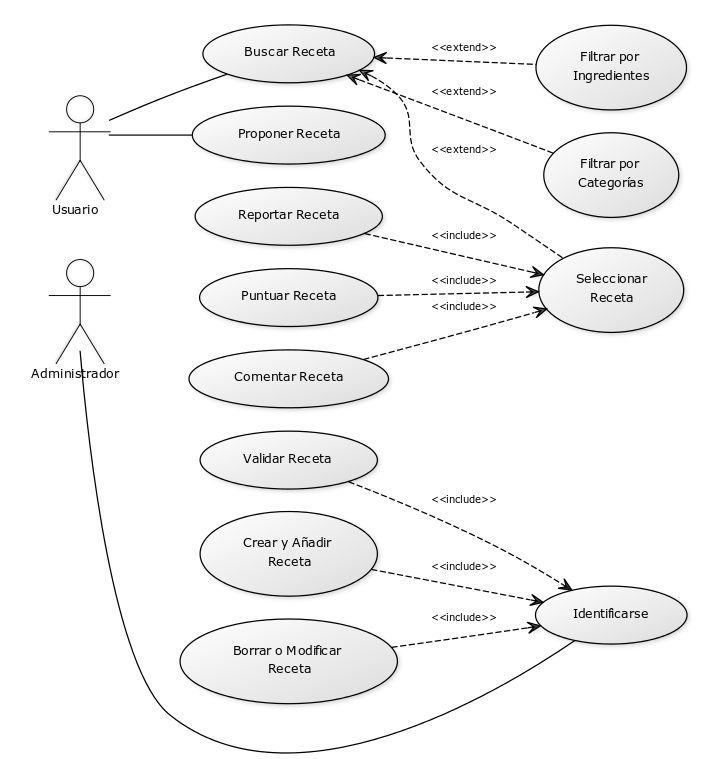 Buscar Receta
<<extend>>
Filtrar por
Ingredientes
<<extend>>
Usuario
Proponer Receta
<<extend>>
Filtrar por
Categorías
Reportar Receta
<<include>>
Seleccionar
Receta
Puntuar Receta
<<include>>
<<include>>
Administrador
Comentar Receta
Validar Receta
<<include>>
Crear y Añadir
Receta
<<include>>
Identificarse
<<include>>
Borrar o Modificar
Receta